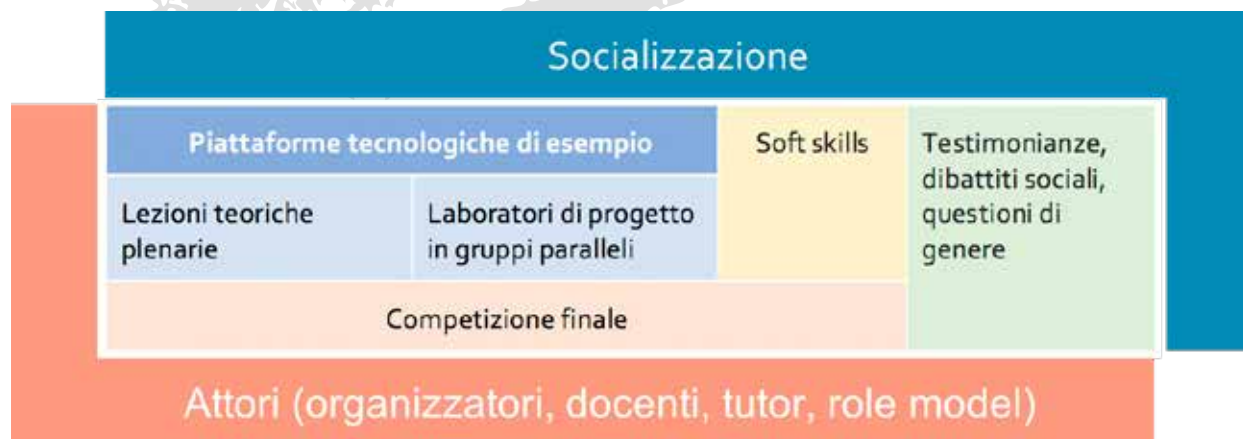 Socializzazione
Piattaforme tecnologiche di esempio
Soft skills
Testimonianze,
dibattiti sociali,
questioni di
genere
Lezioni teoriche
plenarie
Laboratori di progetto
in gruppi paralleli
Competizione finale
Attori (organizzatori, docenti, tutor, role model)